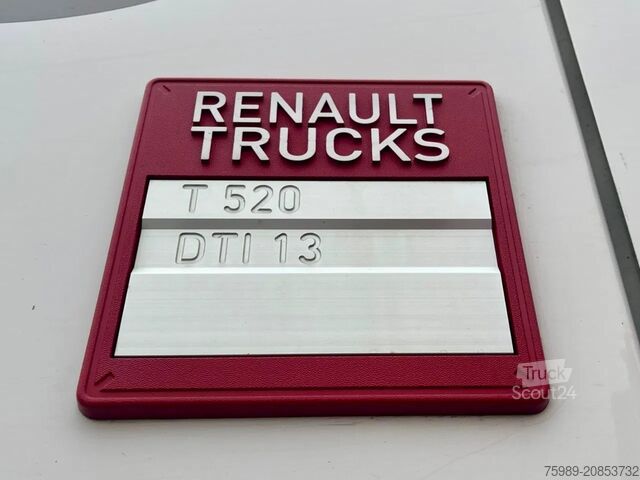 RENAULT
TRUCKS
T 520
DTI 13
Truck
Scout24
75989-20853732